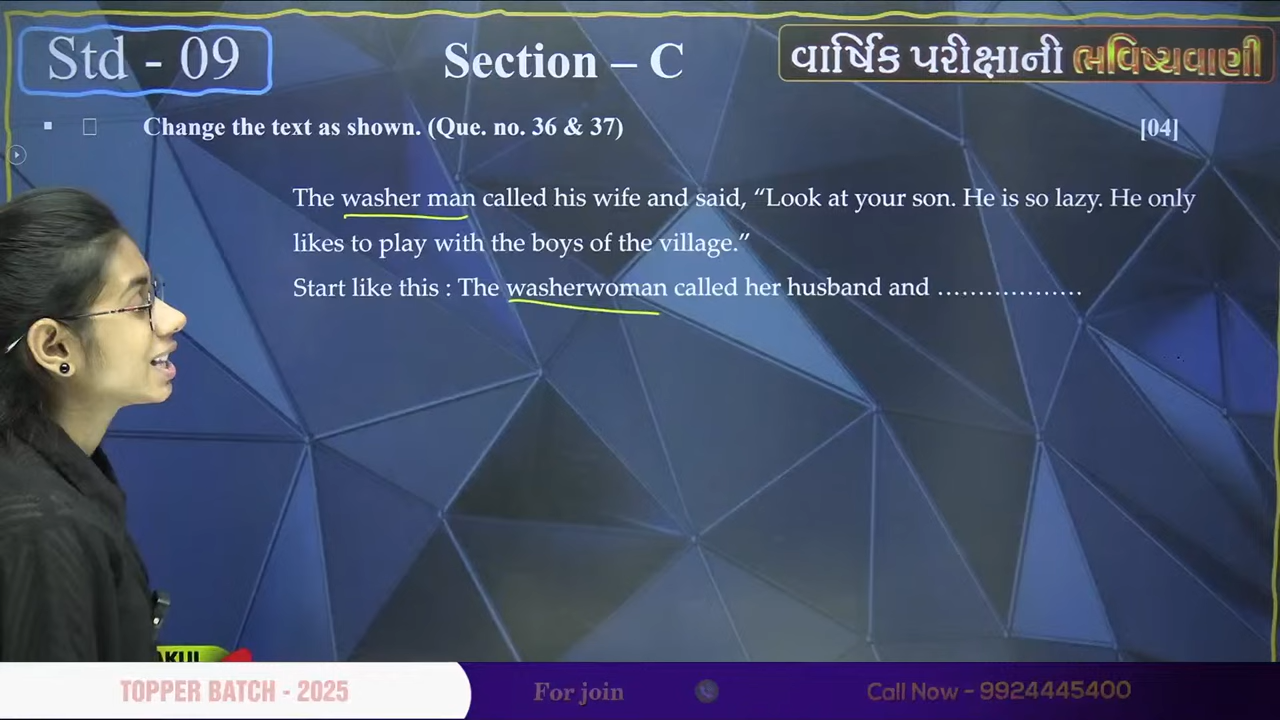 Std - 09
Section – C
વાર્ષિક પરીક્ષાની ભવિષ્યવાણી
Change the text as shown. (Que. no. 36 & 37) [04]
The washer man called his wife and said, “Look at your son. He is so lazy. He only
likes to play with the boys of the village.”
Start like this : The washerwoman called her husband and ………………
TOPPER BATCH - 2025
For join
Call Now - 9924445400